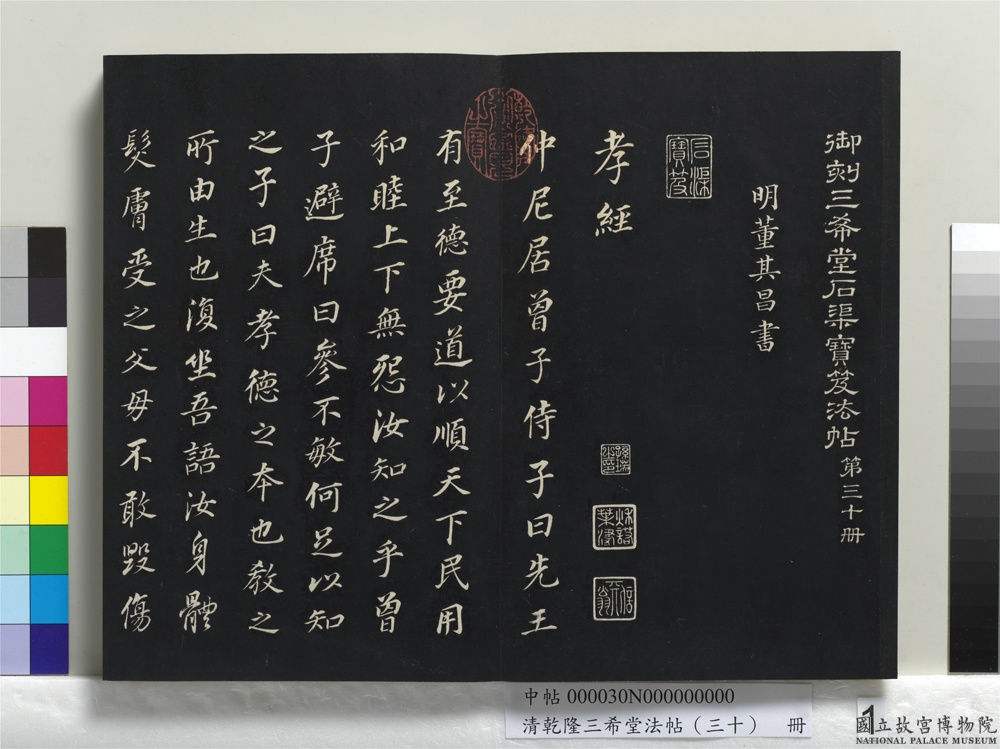 御刻三希堂石渠寶笈法帖 第三十冊
明董其昌書
石渠寶笈
孝經
仲尼居曾子侍子曰先王
有至德要道以順天下民用
和睦上下無怨汝知之乎曾
子避席曰參不敏何足以知
之子曰夫孝德之本也教之
所由生也復坐吾語汝身體
髮膚受之父母不敢毀傷
中帖 000030N000000000
清乾隆三希堂法帖(三十) 冊
1
國立故宮博物院
NATIONAL PALACE MUSEUM